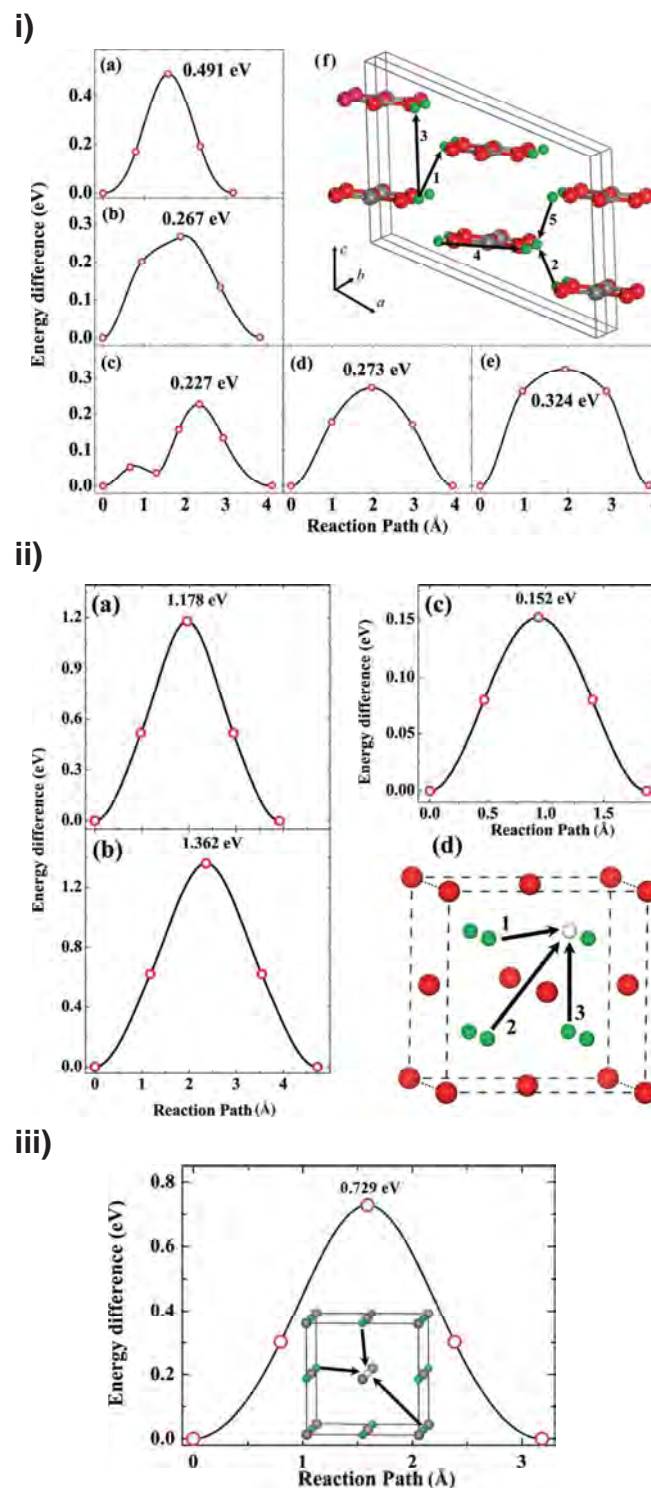 i)
(a)
0.491 eV
0.4
0.2
0.0
(b)
0.267 eV
0.3
0.2
0.1
0.0
(c)
0.227 eV
0.3
0.2
0.1
0.0
0 1 2 3 4
(d)
0.273 eV
0 1 2 3 4
(e)
0.324 eV
0 1 2 3
Energy difference (eV)
Reaction Path (Å)
(f)
3
1
5
4
2
c
b
a
ii)
(a)
1.178 eV
1.2
0.9
0.6
0.3
0.0
(b)
1.362 eV
1.2
0.8
0.4
0.0
0 1 2 3 4
Energy difference (eV)
Reaction Path (Å)
(c)
0.152 eV
0.15
0.10
0.05
0.00
0.0 0.5 1.0 1.5
Energy difference (eV)
Reaction Path (Å)
(d)
1
2
3
iii)
0.729 eV
0.8
0.6
0.4
0.2
0.0
0 1 2 3
Energy difference (eV)
Reaction Path (Å)